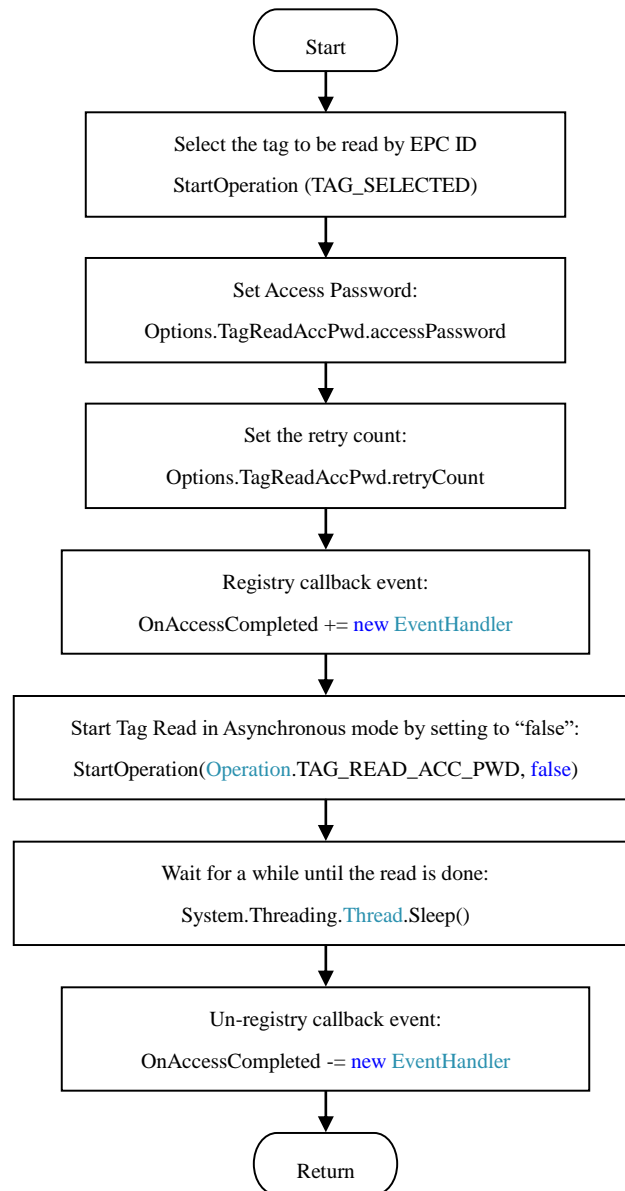 Start
Select the tag to be read by EPC ID
StartOperation (TAG_SELECTED)
Set Access Password:
Options.TagReadAccPwd.accessPassword
Set the retry count:
Options.TagReadAccPwd.retryCount
Registry callback event:
OnAccessCompleted += new EventHandler
Start Tag Read in Asynchronous mode by setting to “false”:
StartOperation(Operation.TAG_READ_ACC_PWD, false)
Wait for a while until the read is done:
System.Threading.Thread.Sleep()
Un-registry callback event:
OnAccessCompleted -= new EventHandler
Return